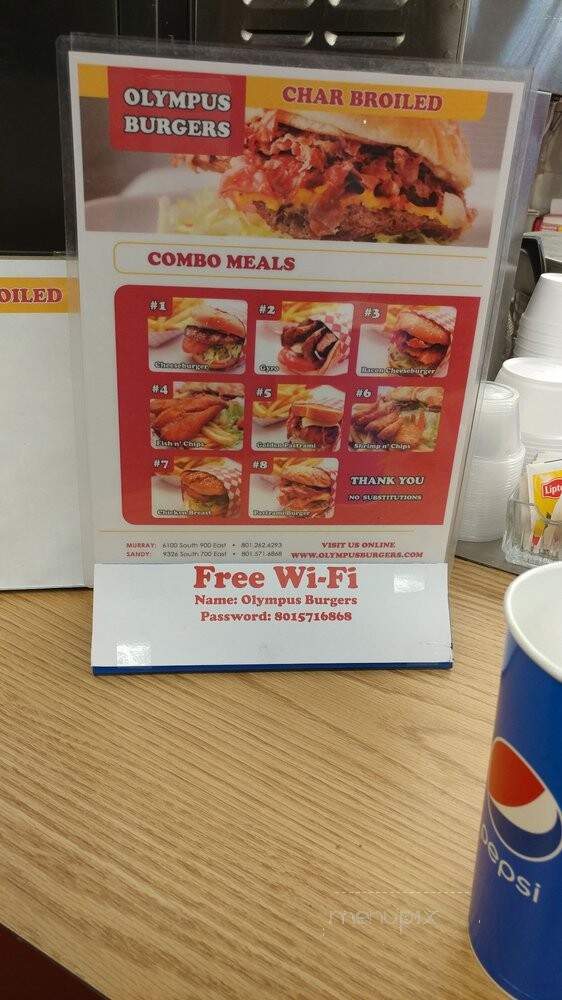 OLYMPUS
BURGERS
CHAR BROILED
OILED
COMBO MEALS
#1
Cheeseburger
#2
Gyro
#3
Bacon Cheeseburger
#4
Fish n' Chips
#5
Golden Pastrami
#6
Shrimp n' Chips
#7
Chicken Breast
#8
Pastrami Burger
THANK YOU
NO SUBSTITUTIONS
MURRAY: 6100 South 900 East • 801.262.4293
SANDY: 9326 South 700 East • 801.571.6868
VISIT US ONLINE
WWW.OLYMPUSBURGERS.COM
Free Wi-Fi
Name: Olympus Burgers
Password: 8015716868
pepsi
menupix